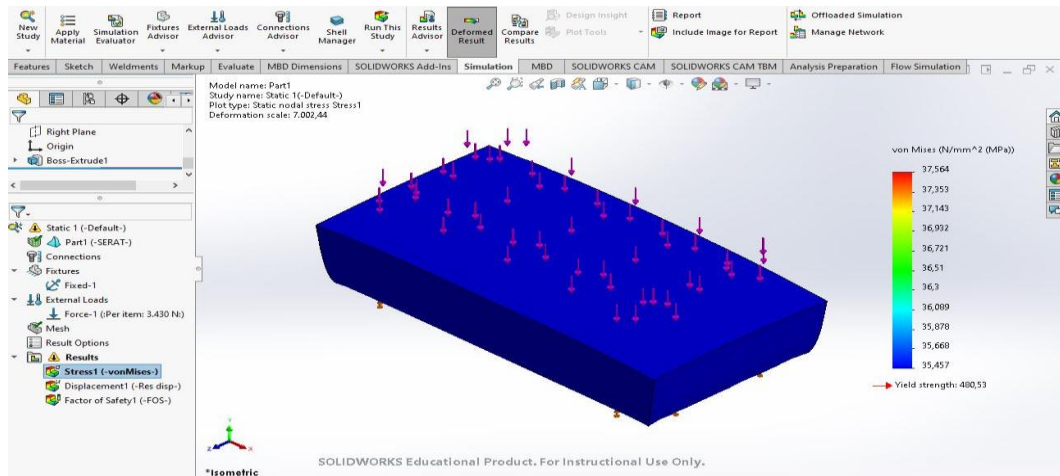 New Study
Apply Material
Simulation Evaluator
Fixtures Advisor
External Loads Advisor
Connections Advisor
Shell Manager
Run This Study
Results Advisor
Deformed Result
Compare Results
Design Insight
Plot Tools
Report
Include Image for Report
Offloaded Simulation
Manage Network
Features Sketch Weldments Markup Evaluate MBD Dimensions SOLIDWORKS Add-Ins Simulation MBD SOLIDWORKS CAM SOLIDWORKS CAM TBM Analysis Preparation Flow Simulation
Model name: Part1
Study name: Static 1(-Default-)
Plot type: Static nodal stress Stress1
Deformation scale: 7.002,44
Right Plane
Origin
Boss-Extrude1
Static 1 (-Default-)
Part1 (-SERAT-)
Connections
Fixtures
Fixed-1
External Loads
Force-1 (:Per item: 3.430 N:)
Mesh
Result Options
Results
Stress1 (-vonMises-)
Displacement1 (-Res disp-)
Factor of Safety1 (-FOS-)
von Mises (N/mm^2 (MPa))
37,564
37,353
37,143
36,932
36,721
36,51
36,3
36,089
35,878
35,668
35,457
Yield strength: 480,53
Y
Z
X
*Isometric
SOLIDWORKS Educational Product. For Instructional Use Only.